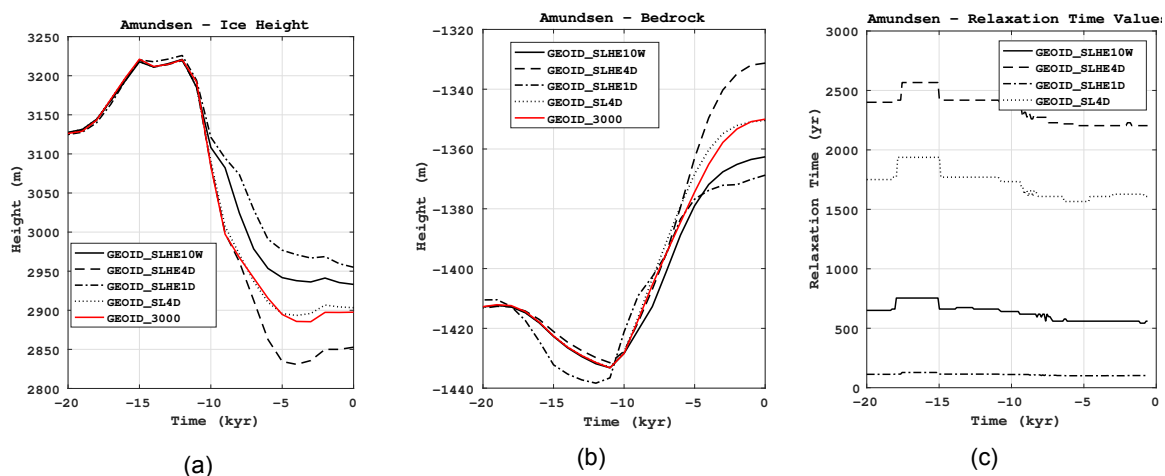 Amundsen – Ice Height
3250
3200
3150
3100
3050
3000
2950
2900
2850
2800
Height (m)
GEOID_SLHE10W
GEOID_SLHE4D
GEOID_SLHE1D
GEOID_SL4D
GEOID_3000
−20 −15 −10 −5 0
Time (kyr)
(a)
Amundsen – Bedrock
−1320
−1340
−1360
−1380
−1400
−1420
−1440
Height (m)
GEOID_SLHE10W
GEOID_SLHE4D
GEOID_SLHE1D
GEOID_SL4D
GEOID_3000
−20 −15 −10 −5 0
Time (kyr)
(b)
Amundsen – Relaxation Time Values
3000
2500
2000
1500
1000
500
0
Relaxation Time (yr)
GEOID_SLHE10W
GEOID_SLHE4D
GEOID_SLHE1D
GEOID_SL4D
−20 −15 −10 −5 0
Time (kyr)
(c)